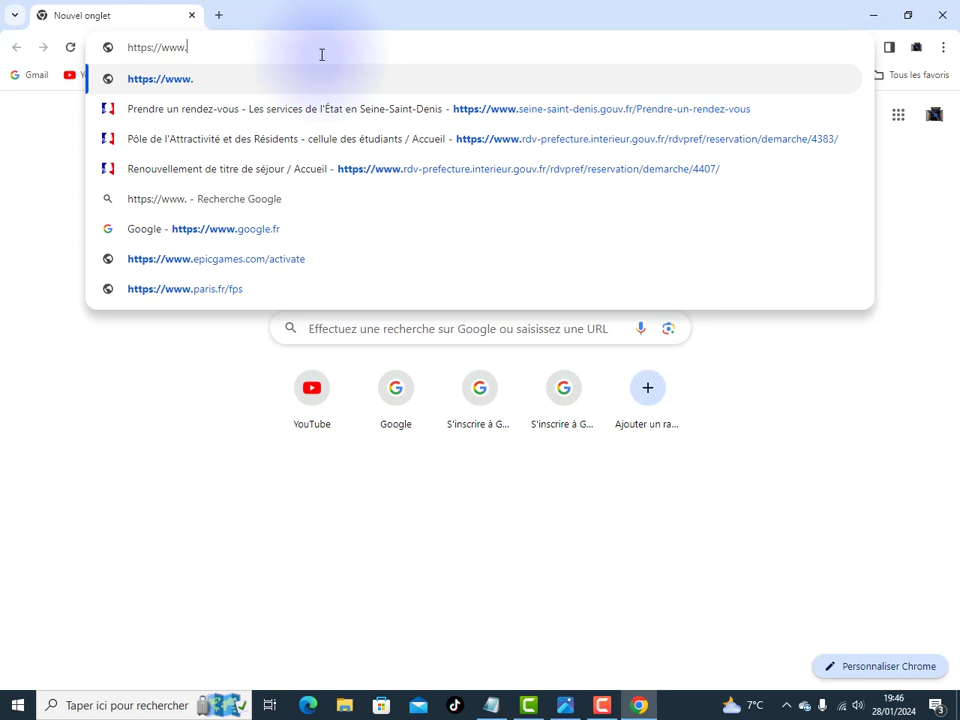 Nouvel onglet
https://www.
Gmail
Y
Tous les favoris
https://www.
Prendre un rendez-vous - Les services de l'État en Seine-Saint-Denis - https://www.seine-saint-denis.gouv.fr/Prendre-un-rendez-vous
Pôle de l'Attractivité et des Résidents - cellule des étudiants / Accueil - https://www.rdv-prefecture.interieur.gouv.fr/rdvpref/reservation/demarche/4383/
Renouvellement de titre de séjour / Accueil - https://www.rdv-prefecture.interieur.gouv.fr/rdvpref/reservation/demarche/4407/
https://www. - Recherche Google
Google - https://www.google.fr
https://www.epicgames.com/activate
https://www.paris.fr/fps
Effectuez une recherche sur Google ou saisissez une URL
YouTube
Google
S'inscrire à G...
S'inscrire à G...
Ajouter un ra...
Personnaliser Chrome
Taper ici pour rechercher
7°C
19:46
28/01/2024
3